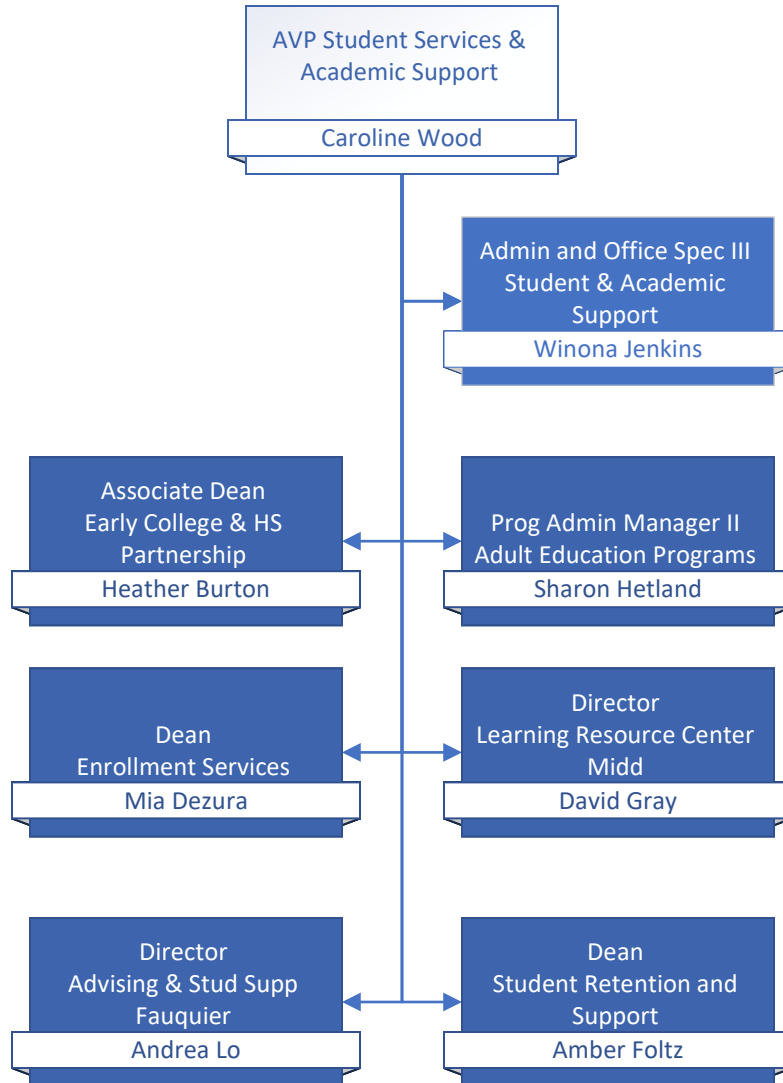 AVP Student Services &
Academic Support
Caroline Wood
Admin and Office Spec III
Student & Academic
Support
Winona Jenkins
Associate Dean
Early College & HS
Partnership
Heather Burton
Prog Admin Manager II
Adult Education Programs
Sharon Hetland
Dean
Enrollment Services
Mia Dezura
Director
Learning Resource Center
Midd
David Gray
Director
Advising & Stud Supp
Fauquier
Andrea Lo
Dean
Student Retention and
Support
Amber Foltz